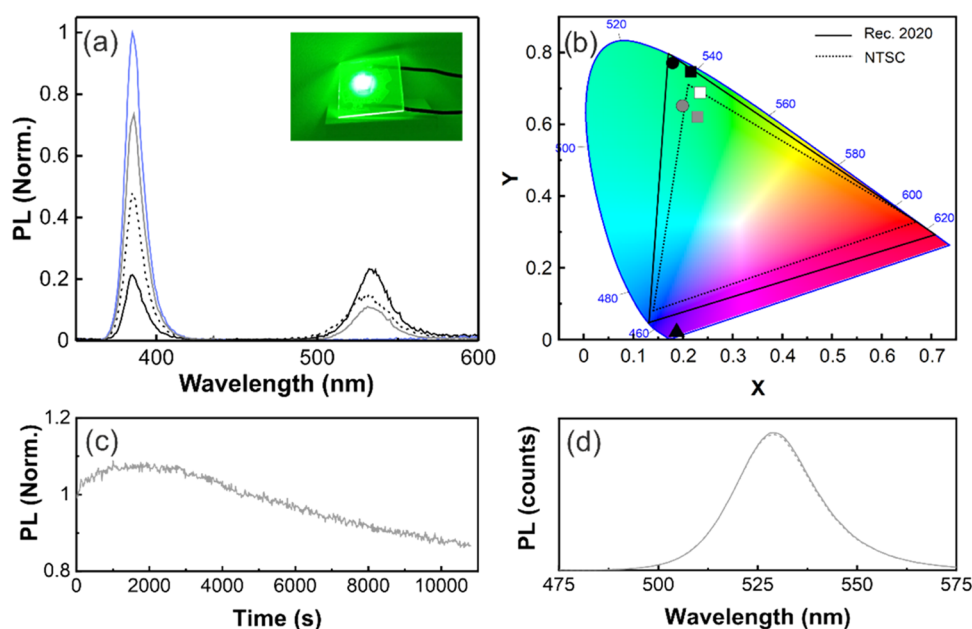 (a)
PL (Norm.)
1
0.8
0.6
0.4
0.2
0
400
500
600
Wavelength (nm)
(b)
Rec. 2020
NTSC
Y
0.8
0.6
0.4
0.2
0
520
540
560
580
600
620
500
480
460
0 0.1 0.2 0.3 0.4 0.5 0.6 0.7
X
(c)
PL (Norm.)
1.2
1
0.8
0 2000 4000 6000 8000 10000
Time (s)
(d)
PL (counts)
475 500 525 550 575
Wavelength (nm)